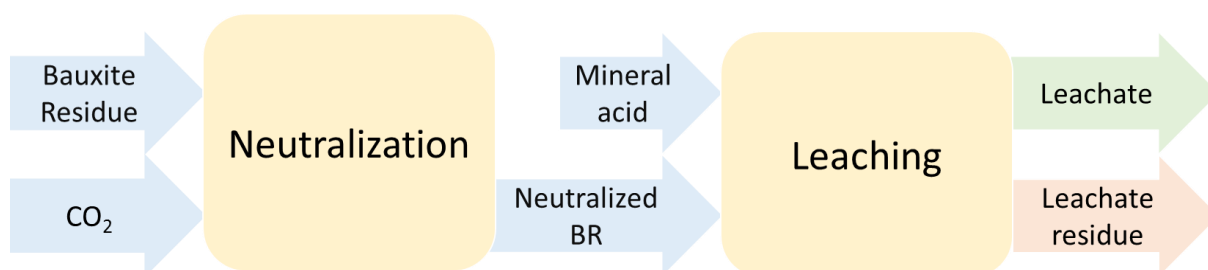 Bauxite
Residue
CO₂
Neutralization
Mineral
acid
Neutralized
BR
Leaching
Leachate
Leachate
residue